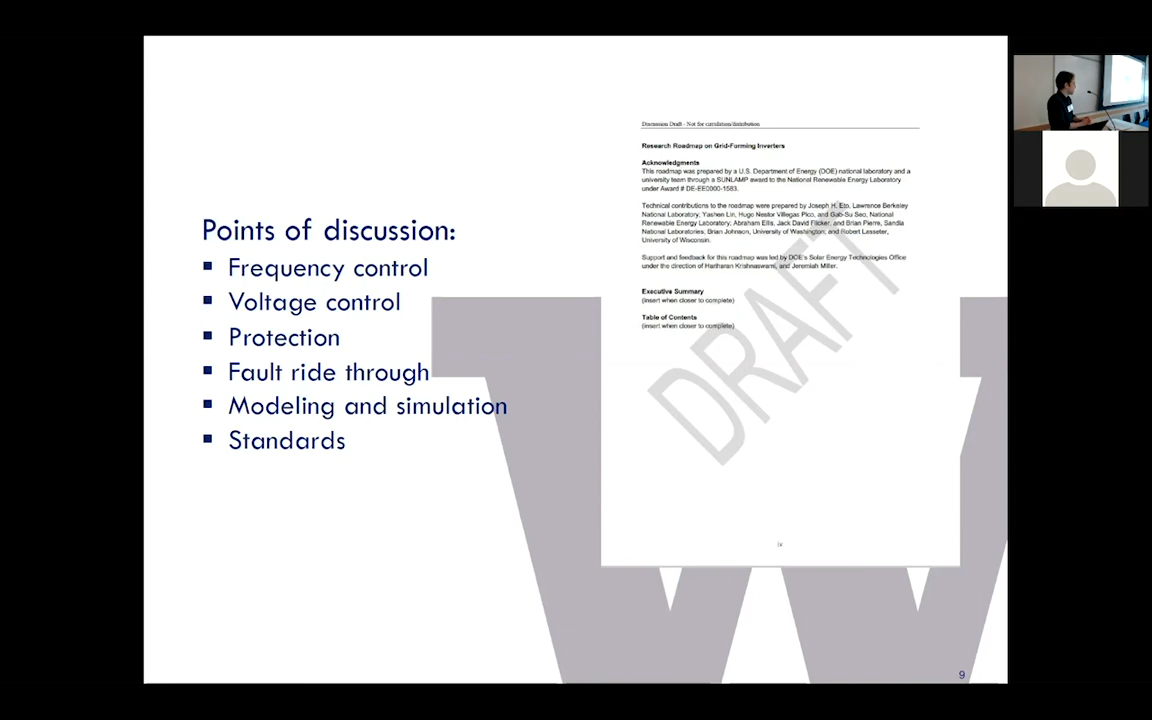 Points of discussion:
▪ Frequency control
▪ Voltage control
▪ Protection
▪ Fault ride through
▪ Modeling and simulation
▪ Standards
Discussion Draft - Not for circulation/distribution
Research Roadmap on Grid-Forming Inverters
Acknowledgments
This roadmap was prepared by a U.S. Department of Energy (DOE) national laboratory and a
university team through a SUNLAMP award to the National Renewable Energy Laboratory
under Award # DE-EE0000-1583.
Technical contributions to the roadmap were prepared by Joseph H. Eto, Lawrence Berkeley
National Laboratory; Yashen Lin, Hugo Nestor Villegas Pico, and Gab-Su Seo, National
Renewable Energy Laboratory; Abraham Ellis, Jack David Flicker, and Brian Pierre, Sandia
National Laboratories; Brian Johnson, University of Washington; and Robert Lasseter,
University of Wisconsin.
Support and feedback for this roadmap was led by DOE's Solar Energy Technologies Office
under the direction of Hariharan Krishnaswami, and Jeremiah Miller.
Executive Summary
(insert when closer to complete)
Table of Contents
(insert when closer to complete)
DRAFT
iv
W
9